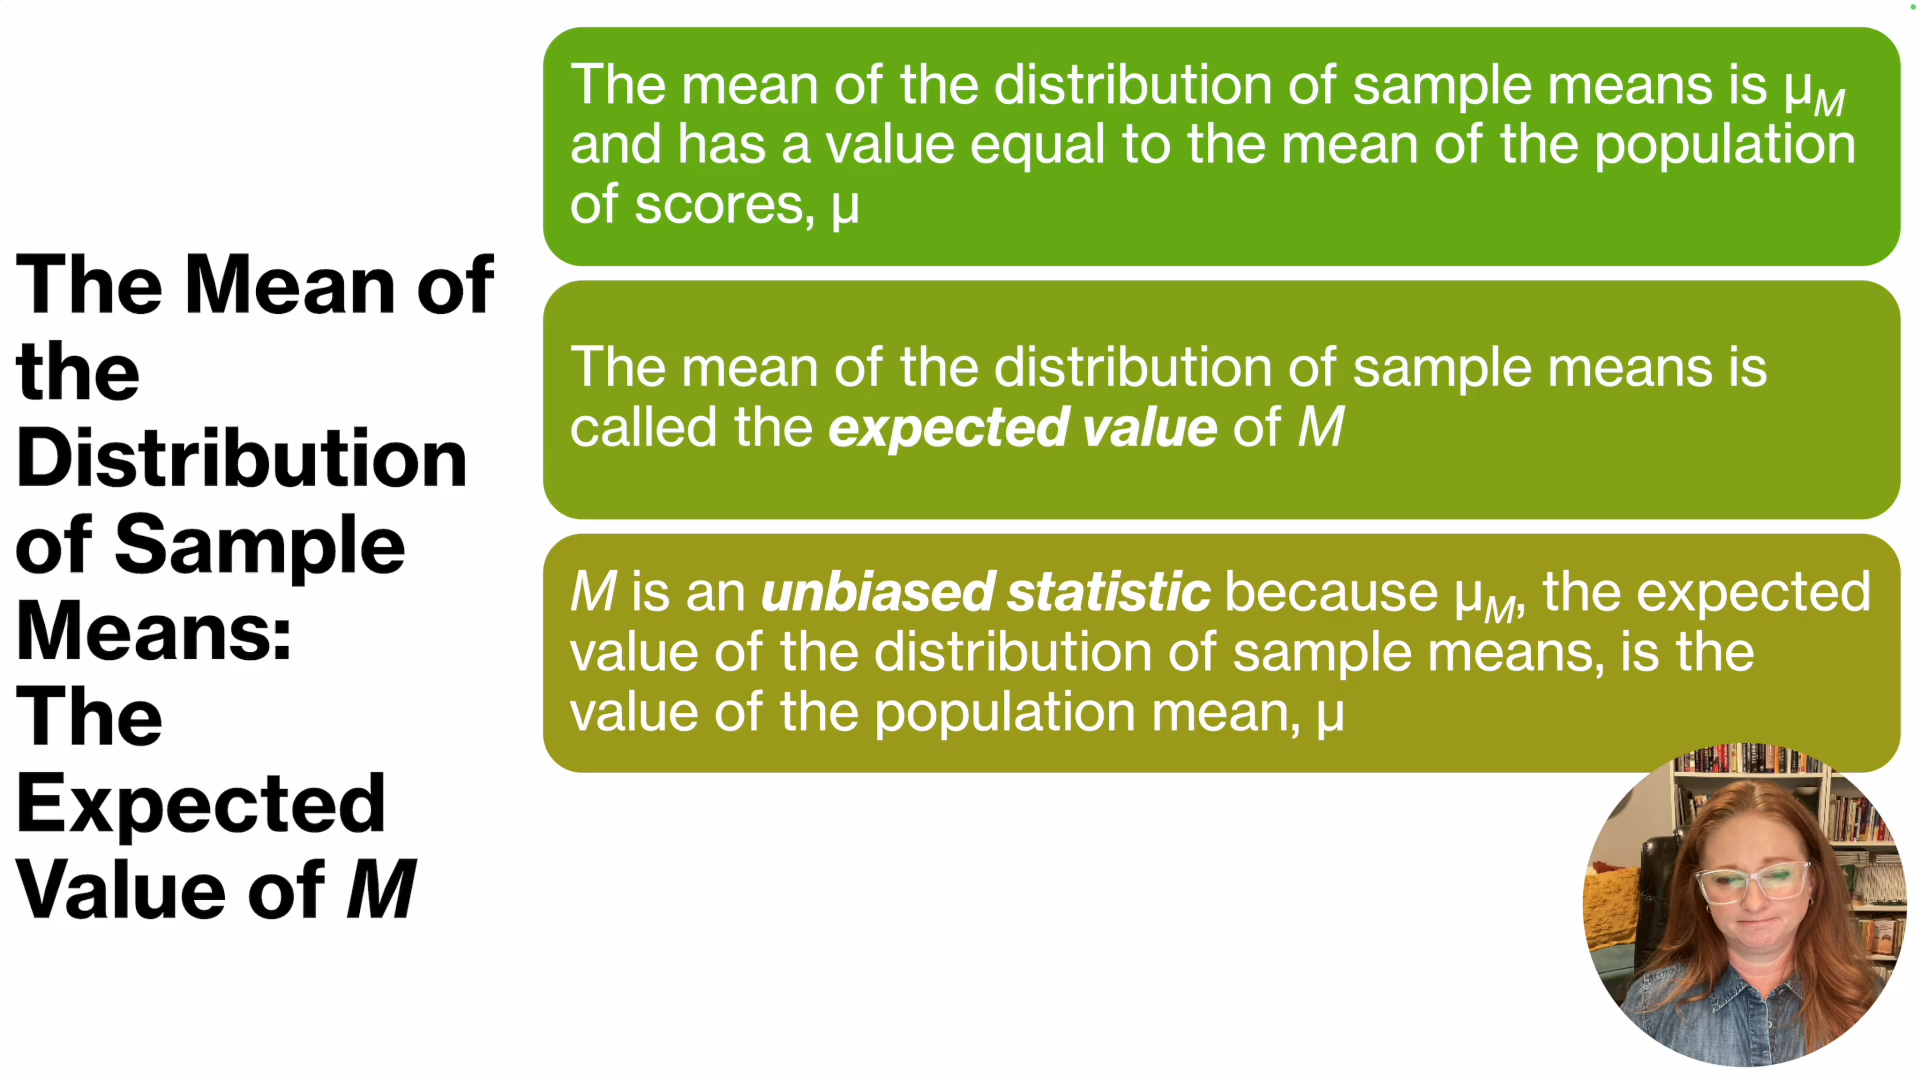 The Mean of
the
Distribution
of Sample
Means:
The
Expected
Value of M
The mean of the distribution of sample means is μM
and has a value equal to the mean of the population
of scores, μ
The mean of the distribution of sample means is
called the expected value of M
M is an unbiased statistic because μM, the expected
value of the distribution of sample means, is the
value of the population mean, μ